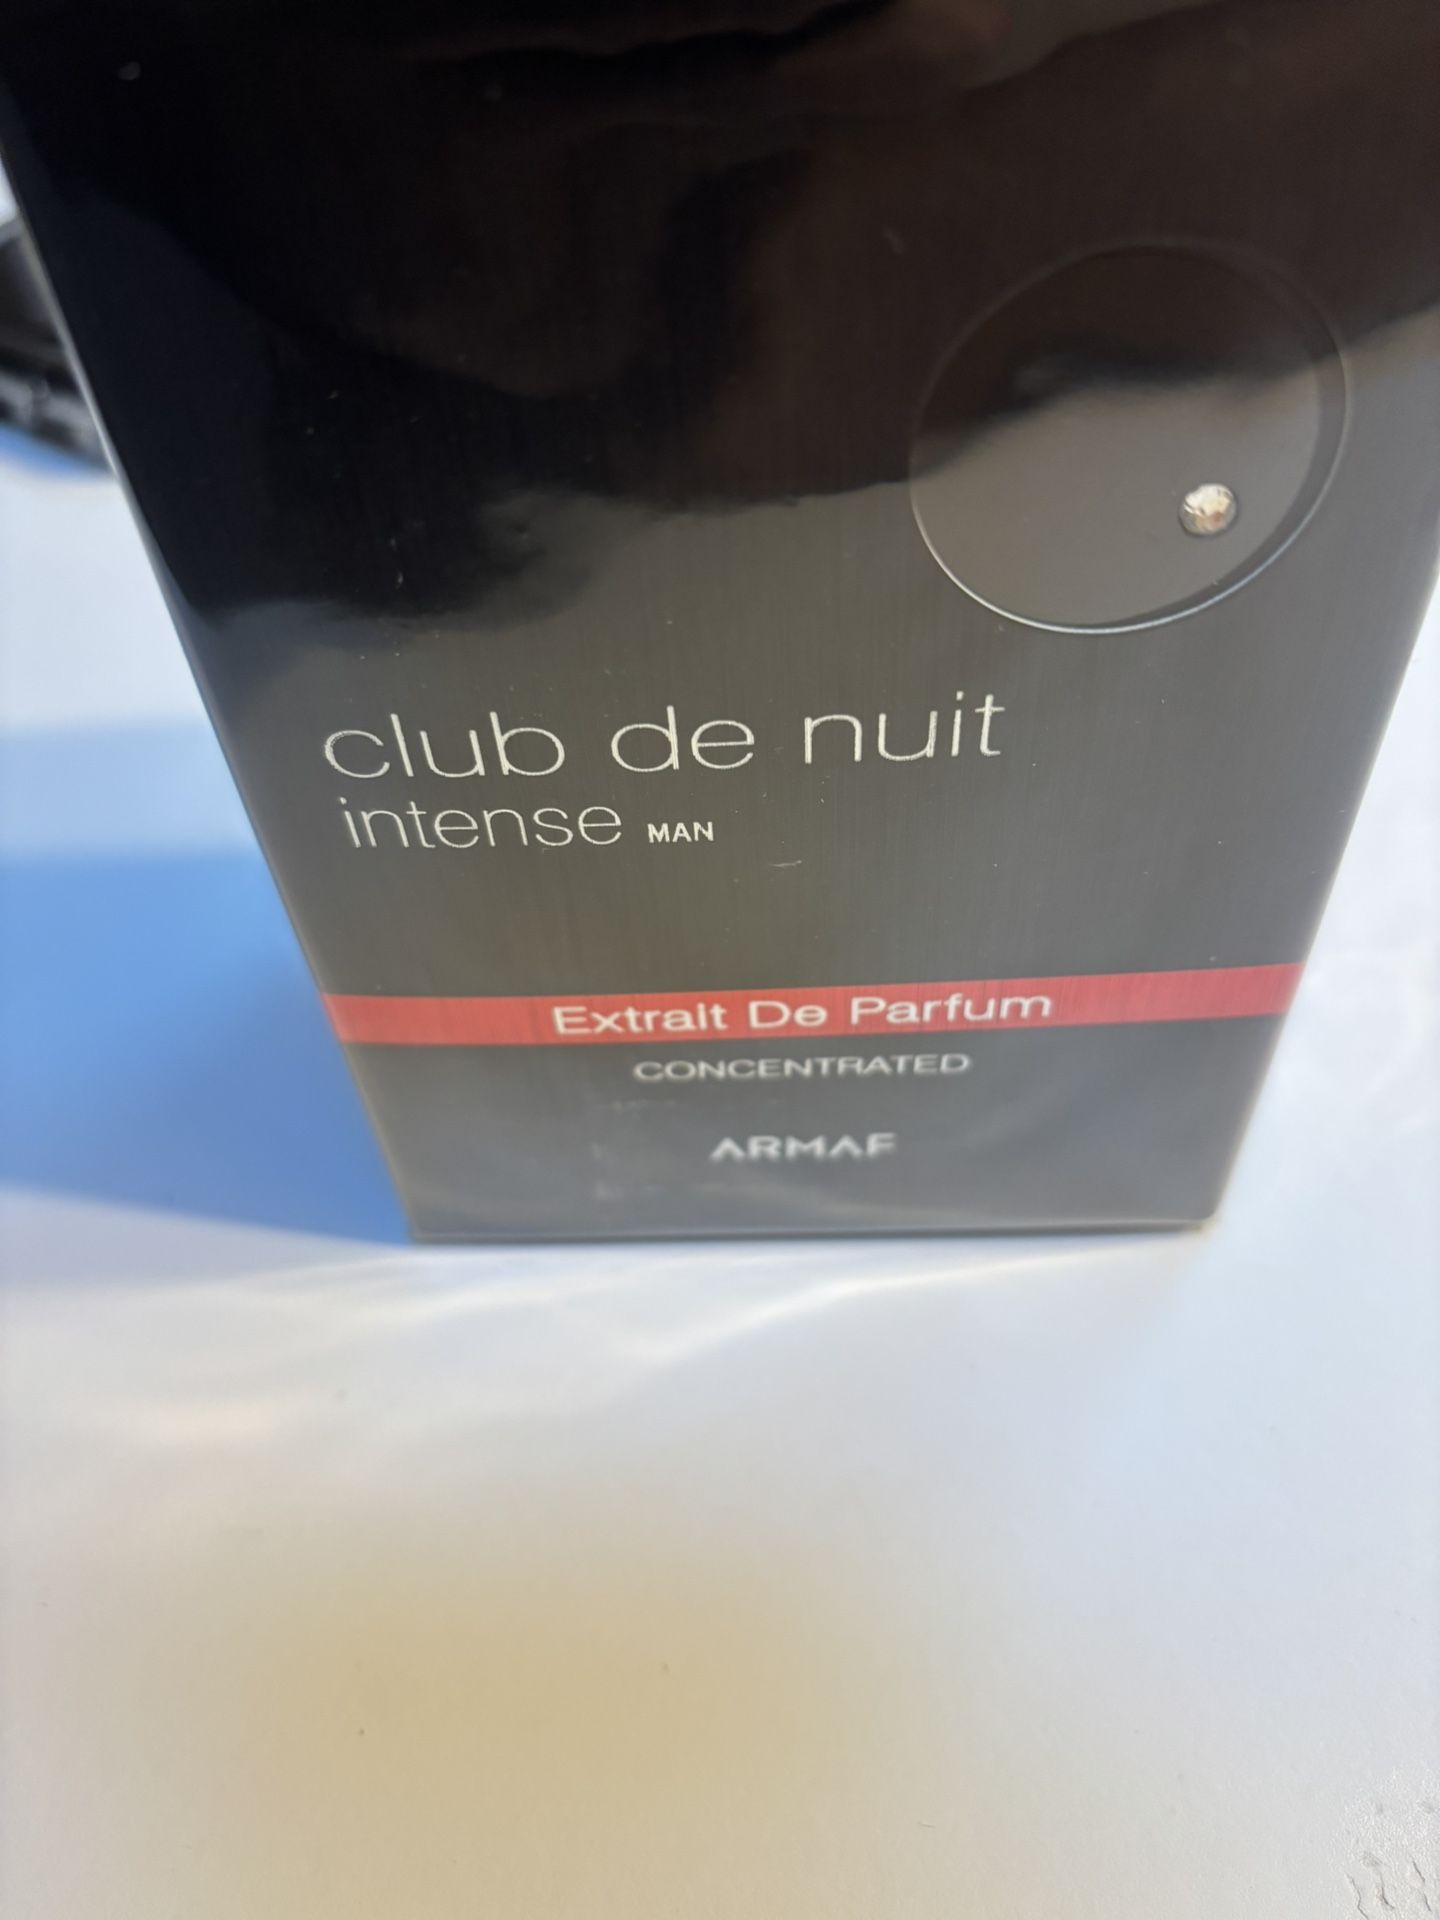 club de nuit
intense MAN
Extrait De Parfum
CONCENTRATED
ARMAF